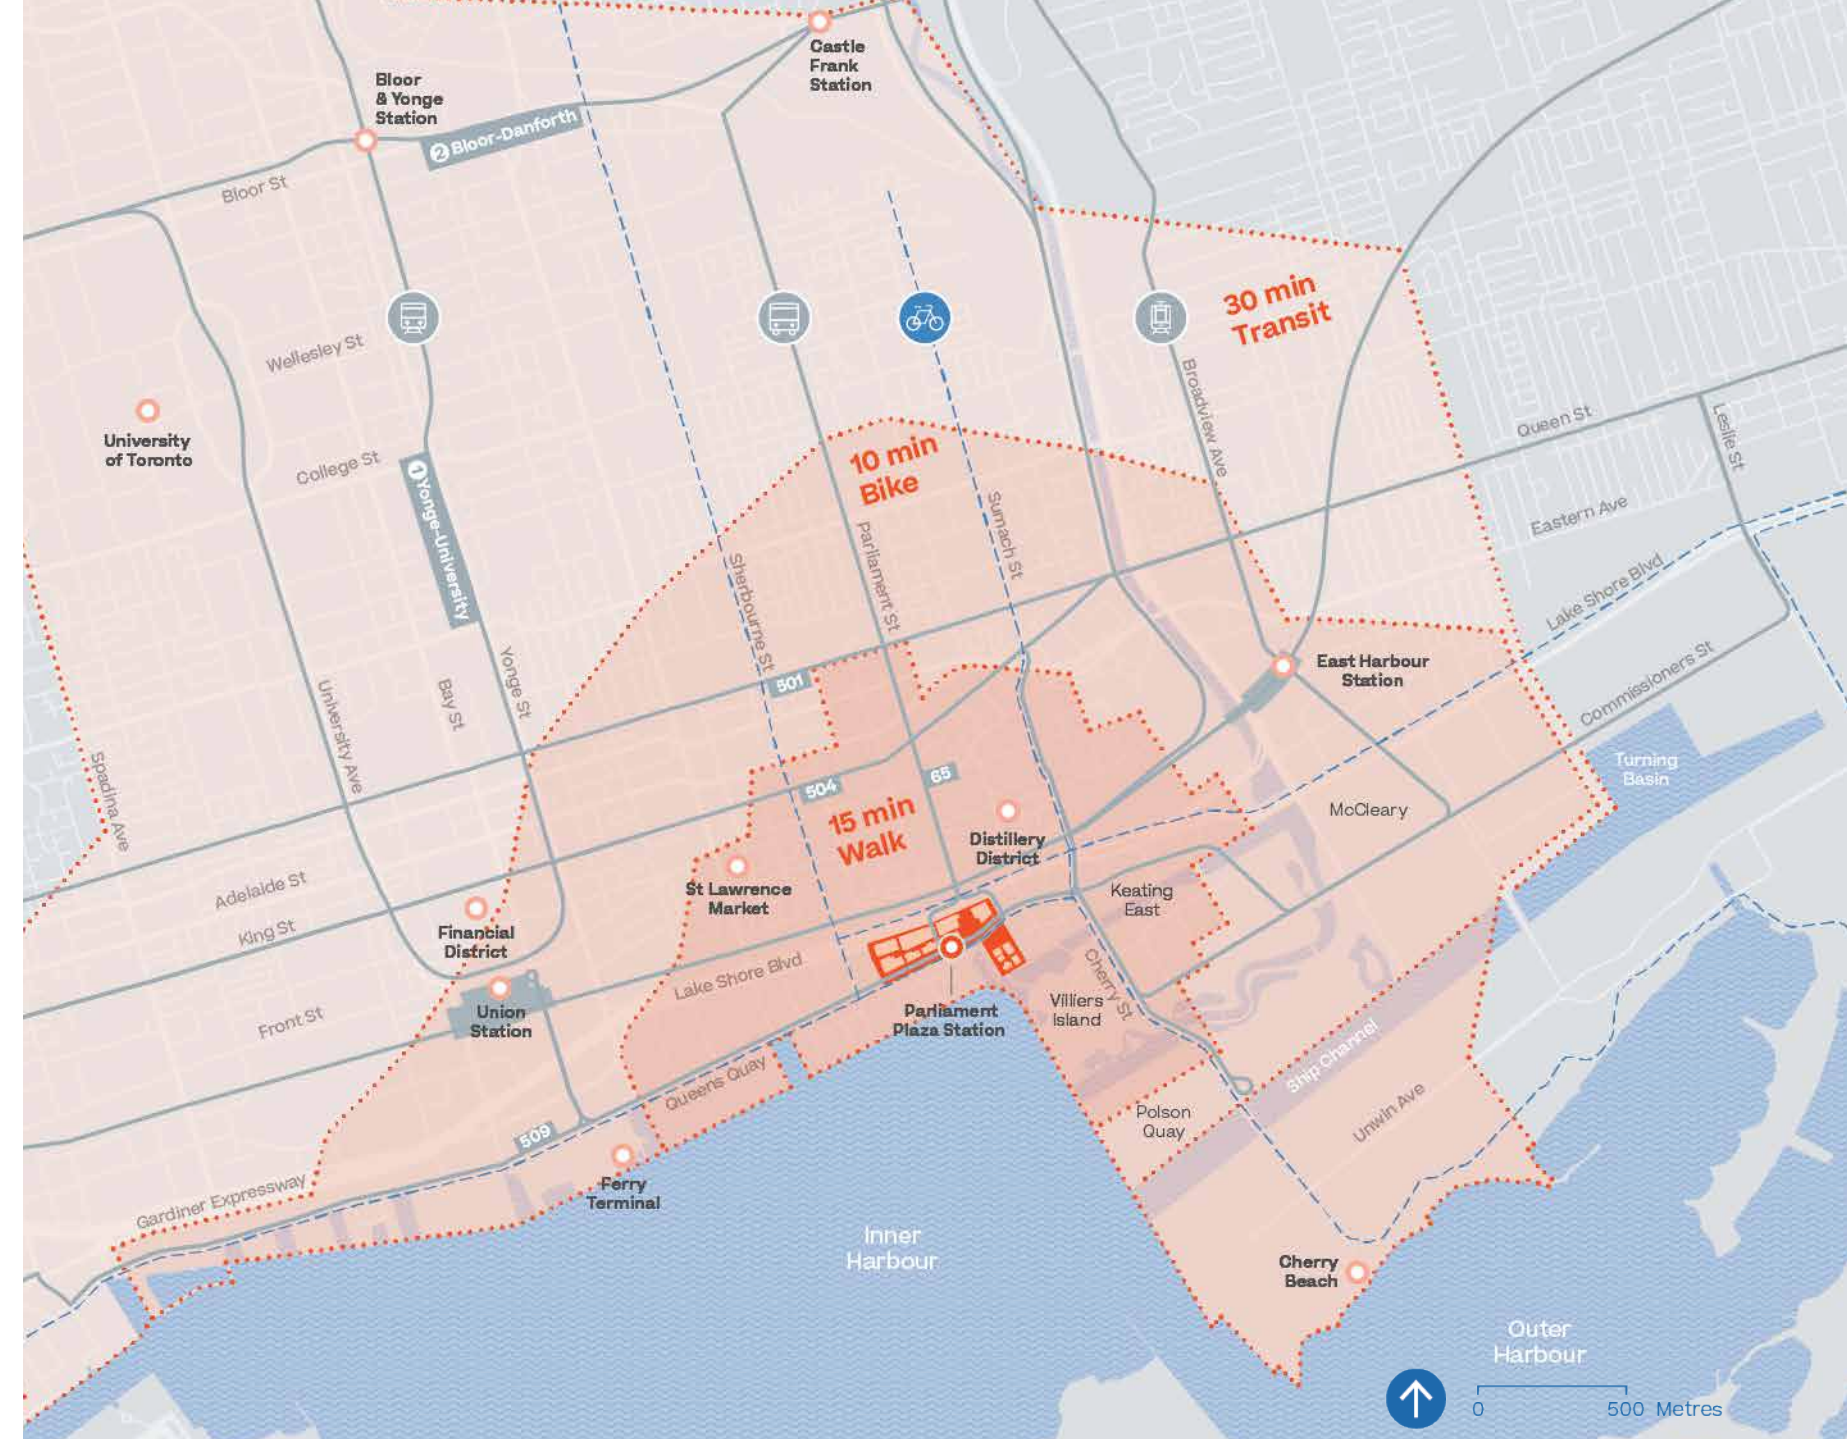 Castle
Frank
Station
Bloor
& Yonge
Station
2 Bloor-Danforth
Bloor St
30 min
Transit
Wellesley St
Broadview Ave
University
of Toronto
College St
1 Yonge-University
10 min
Bike
Queen St
Leslie St
Sumach St
Parliament St
Sherbourne St
Eastern Ave
Lake Shore Blvd
Commissioners St
East Harbour
Station
501
Yonge St
Bay St
University Ave
Spadina Ave
504
65
Turning
Basin
McCleary
15 min
Walk
Distillery
District
St Lawrence
Market
Keating
East
Adelaide St
King St
Financial
District
Lake Shore Blvd
Cherry St
Villiers
Island
Parliament
Plaza Station
Union
Station
Front St
Ship Channel
Queens Quay
Unwin Ave
Polson
Quay
509
Ferry
Terminal
Gardiner Expressway
Inner
Harbour
Cherry
Beach
Outer
Harbour
0 500 Metres